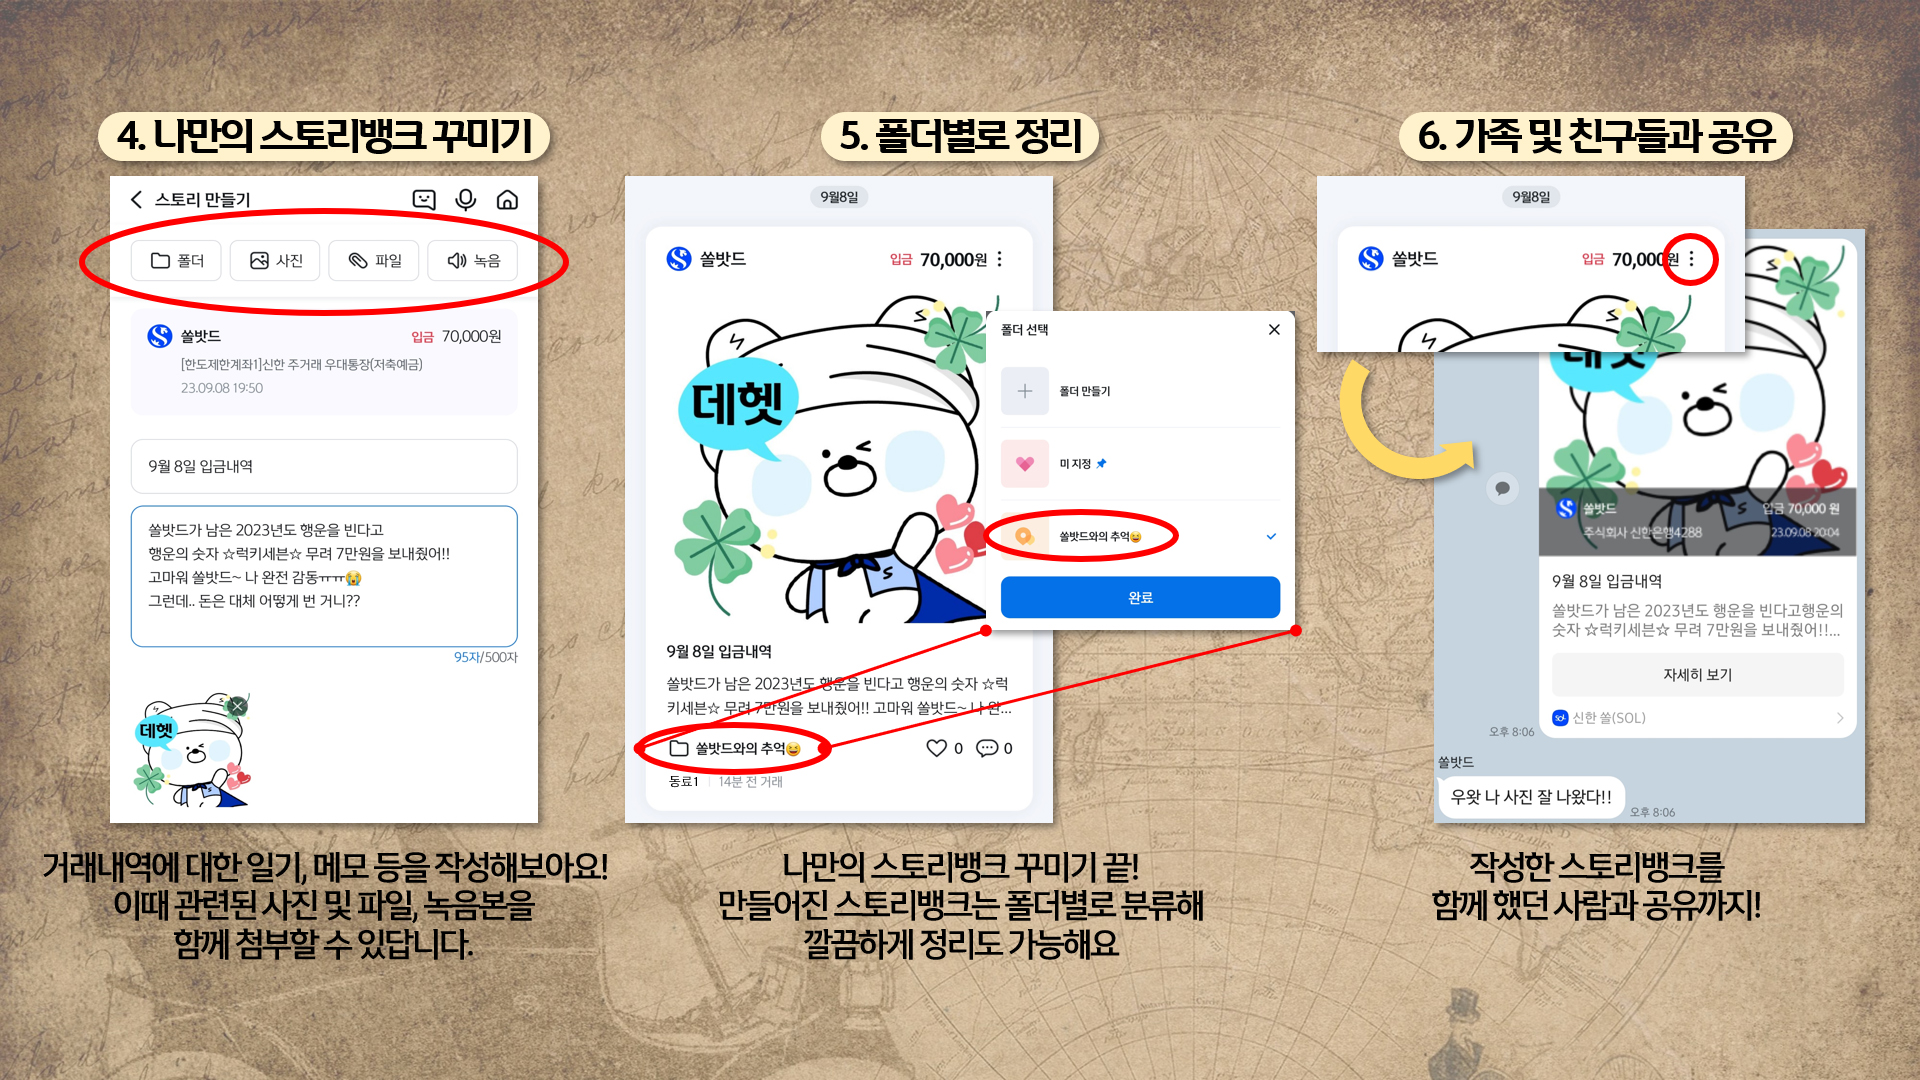 4. 나만의 스토리뱅크 꾸미기
스토리 만들기
폴더
사진
파일
녹음
쏠밧드
입금 70,000원
[한도제한계좌1]신한 주거래 우대통장(저축예금)
23.09.08 19:50
9월 8일 입금내역
쏠밧드가 남은 2023년도 행운을 빈다고
행운의 숫자 ☆럭키세븐☆ 무려 7만원을 보내줬어!!
고마워 쏠밧드~ 나 완전 감동ㅠㅠ😭
그런데.. 돈은 대체 어떻게 번 거니??
95자/500자
데헷
거래내역에 대한 일기, 메모 등을 작성해보아요!
이때 관련된 사진 및 파일, 녹음본을
함께 첨부할 수 있답니다.
5. 폴더별로 정리
9월8일
쏠밧드
입금 70,000원
데헷
폴더 선택
폴더 만들기
미 지정
쏠밧드와의 추억😆
완료
9월 8일 입금내역
쏠밧드가 남은 2023년도 행운을 빈다고 행운의 숫자 ☆럭
키세븐☆ 무려 7만원을 보내줬어!! 고마워 쏠밧드~ 나 완...
쏠밧드와의 추억😆
0
0
동료1
14분 전 거래
나만의 스토리뱅크 꾸미기 끝!
만들어진 스토리뱅크는 폴더별로 분류해
깔끔하게 정리도 가능해요
6. 가족 및 친구들과 공유
9월8일
쏠밧드
입금 70,000원
데헷
쏠밧드
입금 70,000 원
주식회사 신한은행4288
23.09.08 20:04
9월 8일 입금내역
쏠밧드가 남은 2023년도 행운을 빈다고행운의
숫자 ☆럭키세븐☆ 무려 7만원을 보내줬어!!...
자세히 보기
신한 쏠(SOL)
오후 8:06
쏠밧드
우왓 나 사진 잘 나왔다!!
오후 8:06
작성한 스토리뱅크를
함께 했던 사람과 공유까지!